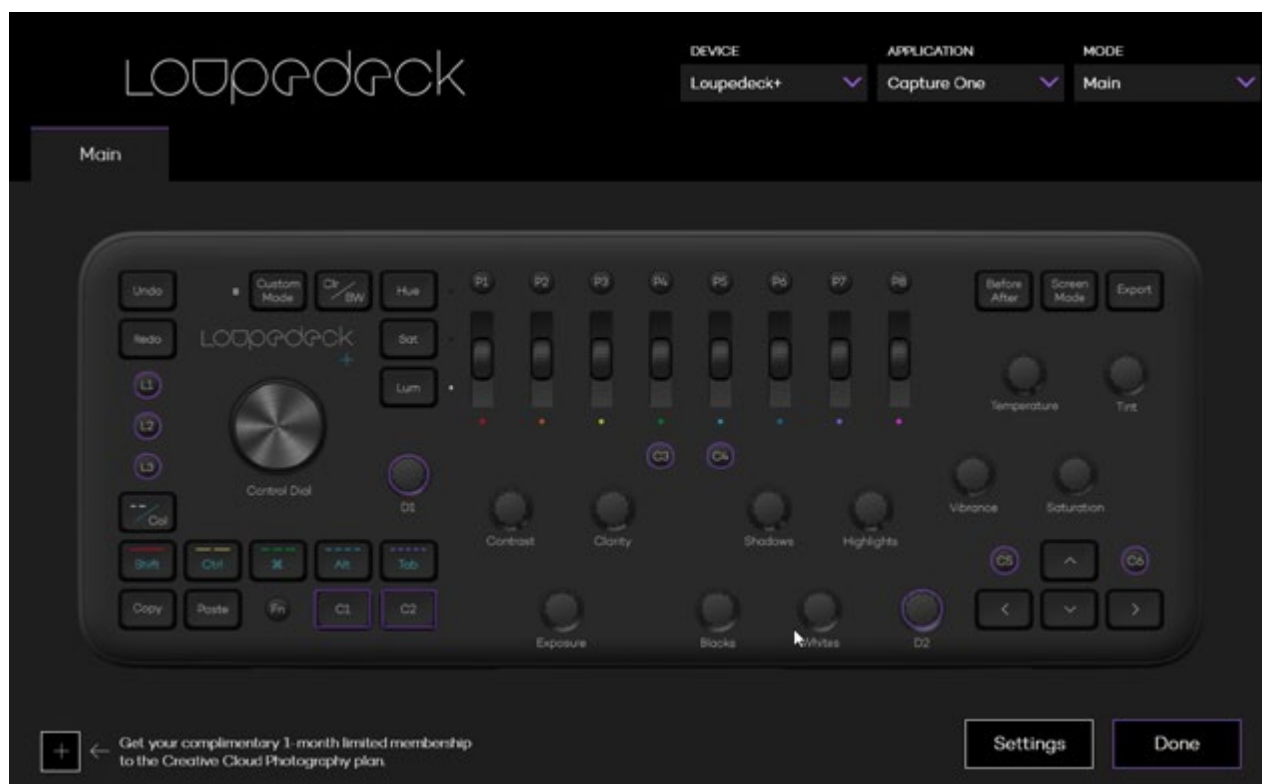 Loupedeck
DEVICE APPLICATION MODE
Loupedeck+ Capture One Main
Main
Undo Custom Mode Clr/BW Hue P1 P2 P3 P4 P5 P6 P7 P8 Before After Screen Mode Export
Redo Loupedeck + Sat
L1 Lum
Temperature Tint
L2
L3 C3 C4
Control Dial D1
Vibrance Saturation
Col
Contrast Clarity Shadows Highlights
Shift Ctrl ⌘ Alt Tab C5 C6
Copy Paste Fn C1 C2
Exposure Blacks Whites D2
Get your complimentary 1-month limited membership
to the Creative Cloud Photography plan.
Settings Done